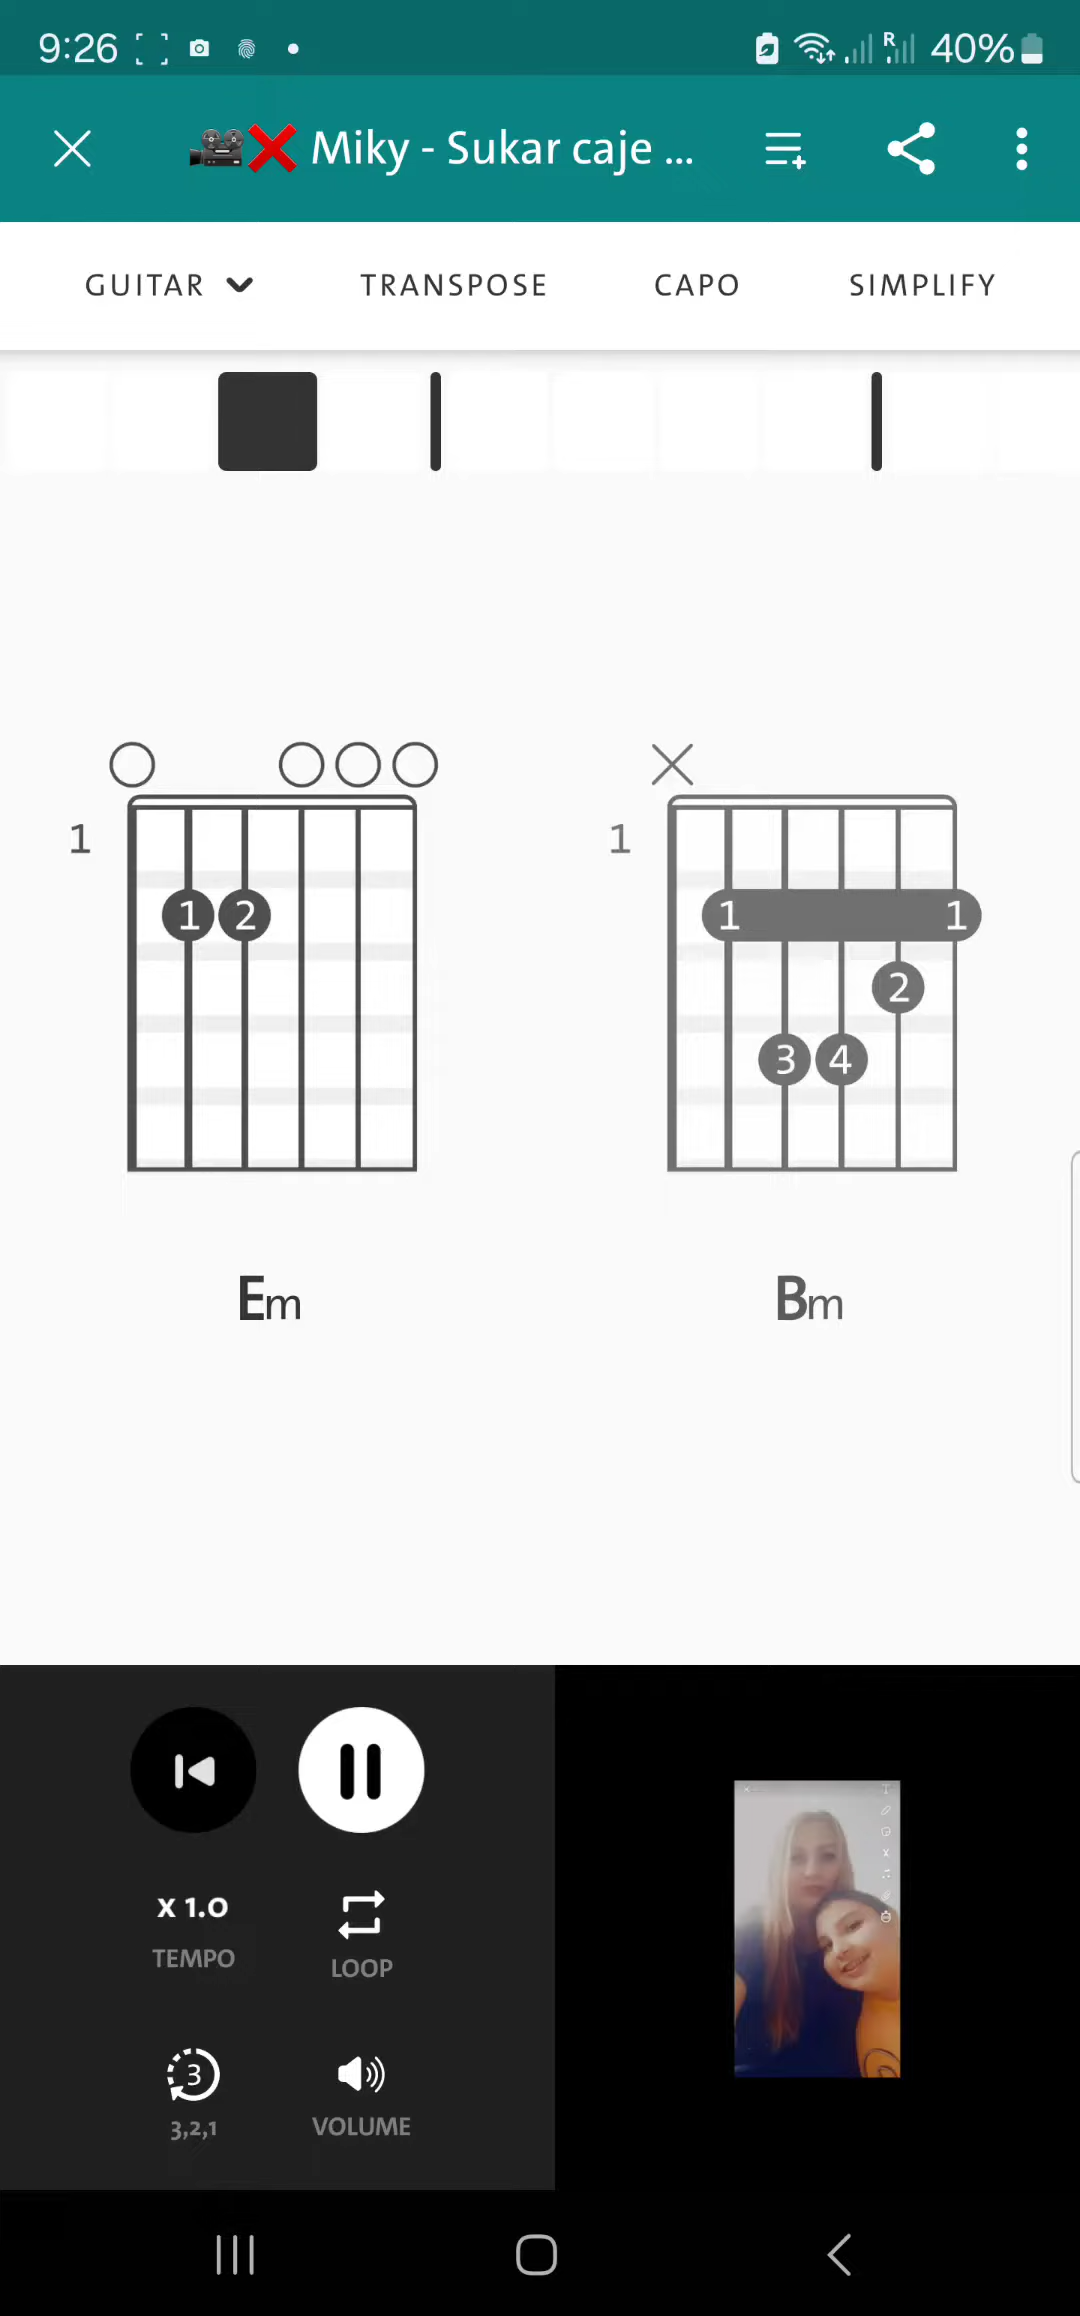 9:26 R 40%
🎥❌ Miky - Sukar caje ...
GUITAR TRANSPOSE CAPO SIMPLIFY
1 1
1 2 1 1
2
3 4
Em Bm
x 1.0
TEMPO LOOP
3
3,2,1 VOLUME